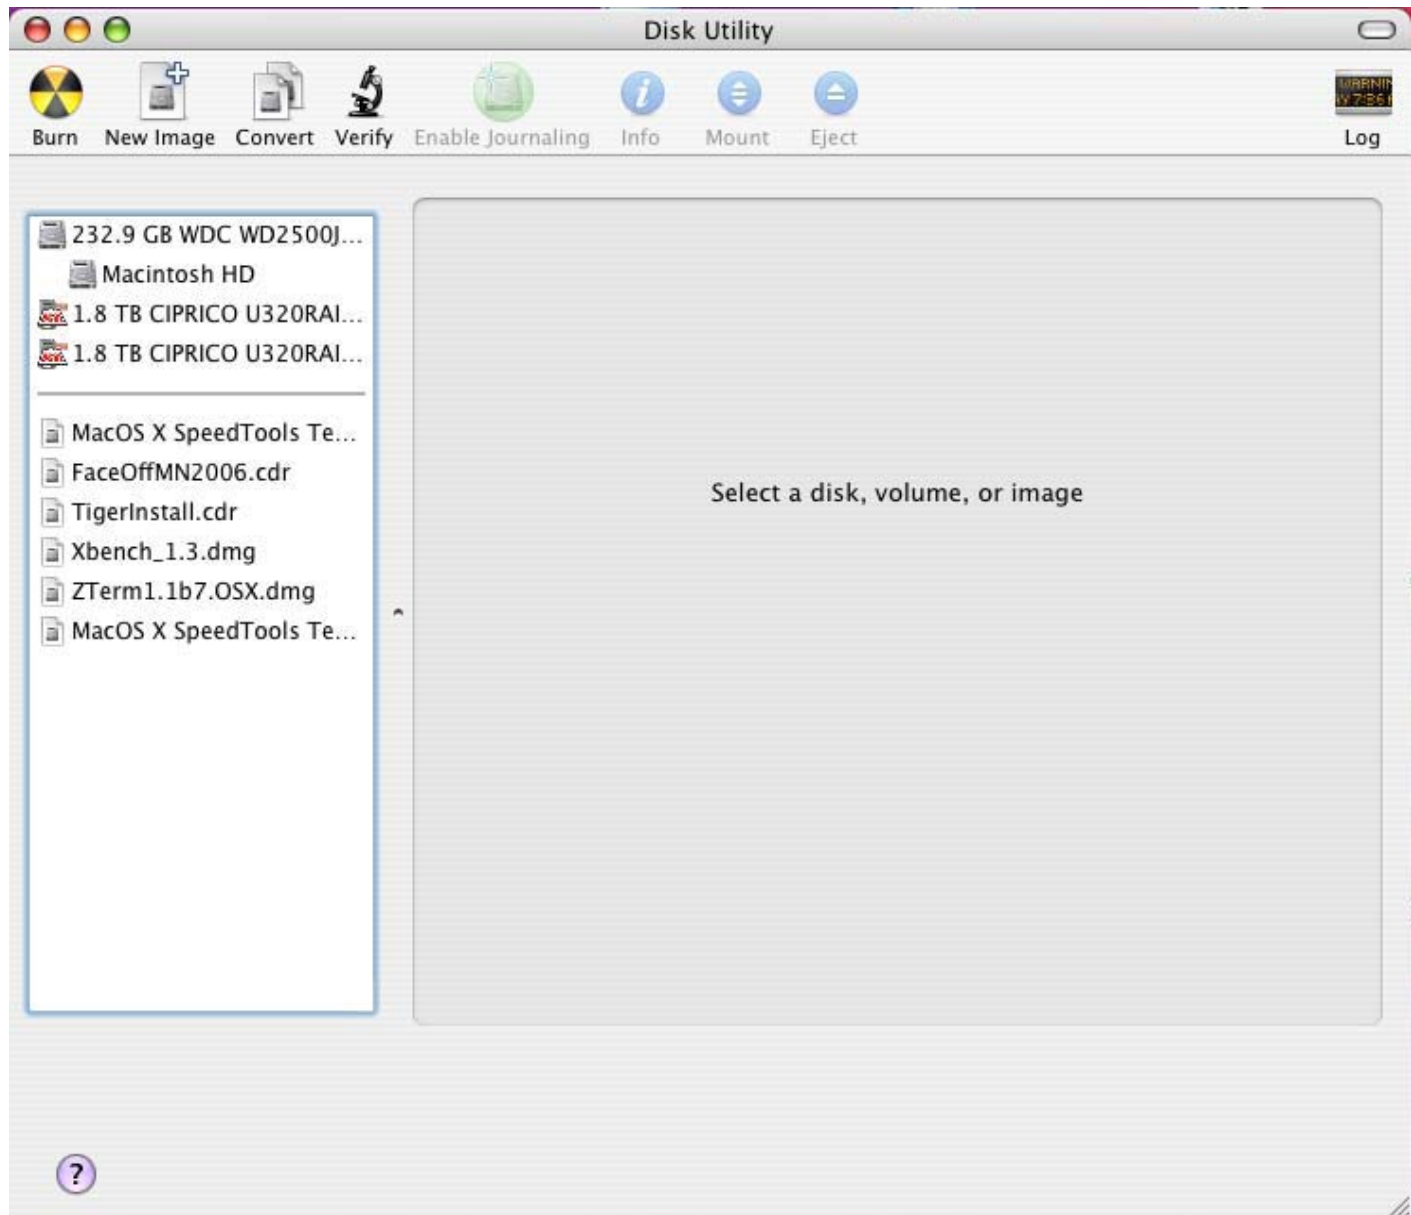 Disk Utility
Burn New Image Convert Verify Enable Journaling Info Mount Eject Log
232.9 GB WDC WD2500J...
Macintosh HD
1.8 TB CIPRICO U320RAI...
1.8 TB CIPRICO U320RAI...
MacOS X SpeedTools Te...
FaceOffMN2006.cdr
TigerInstall.cdr
Xbench_1.3.dmg
ZTerm1.1b7.OSX.dmg
MacOS X SpeedTools Te...
Select a disk, volume, or image
?